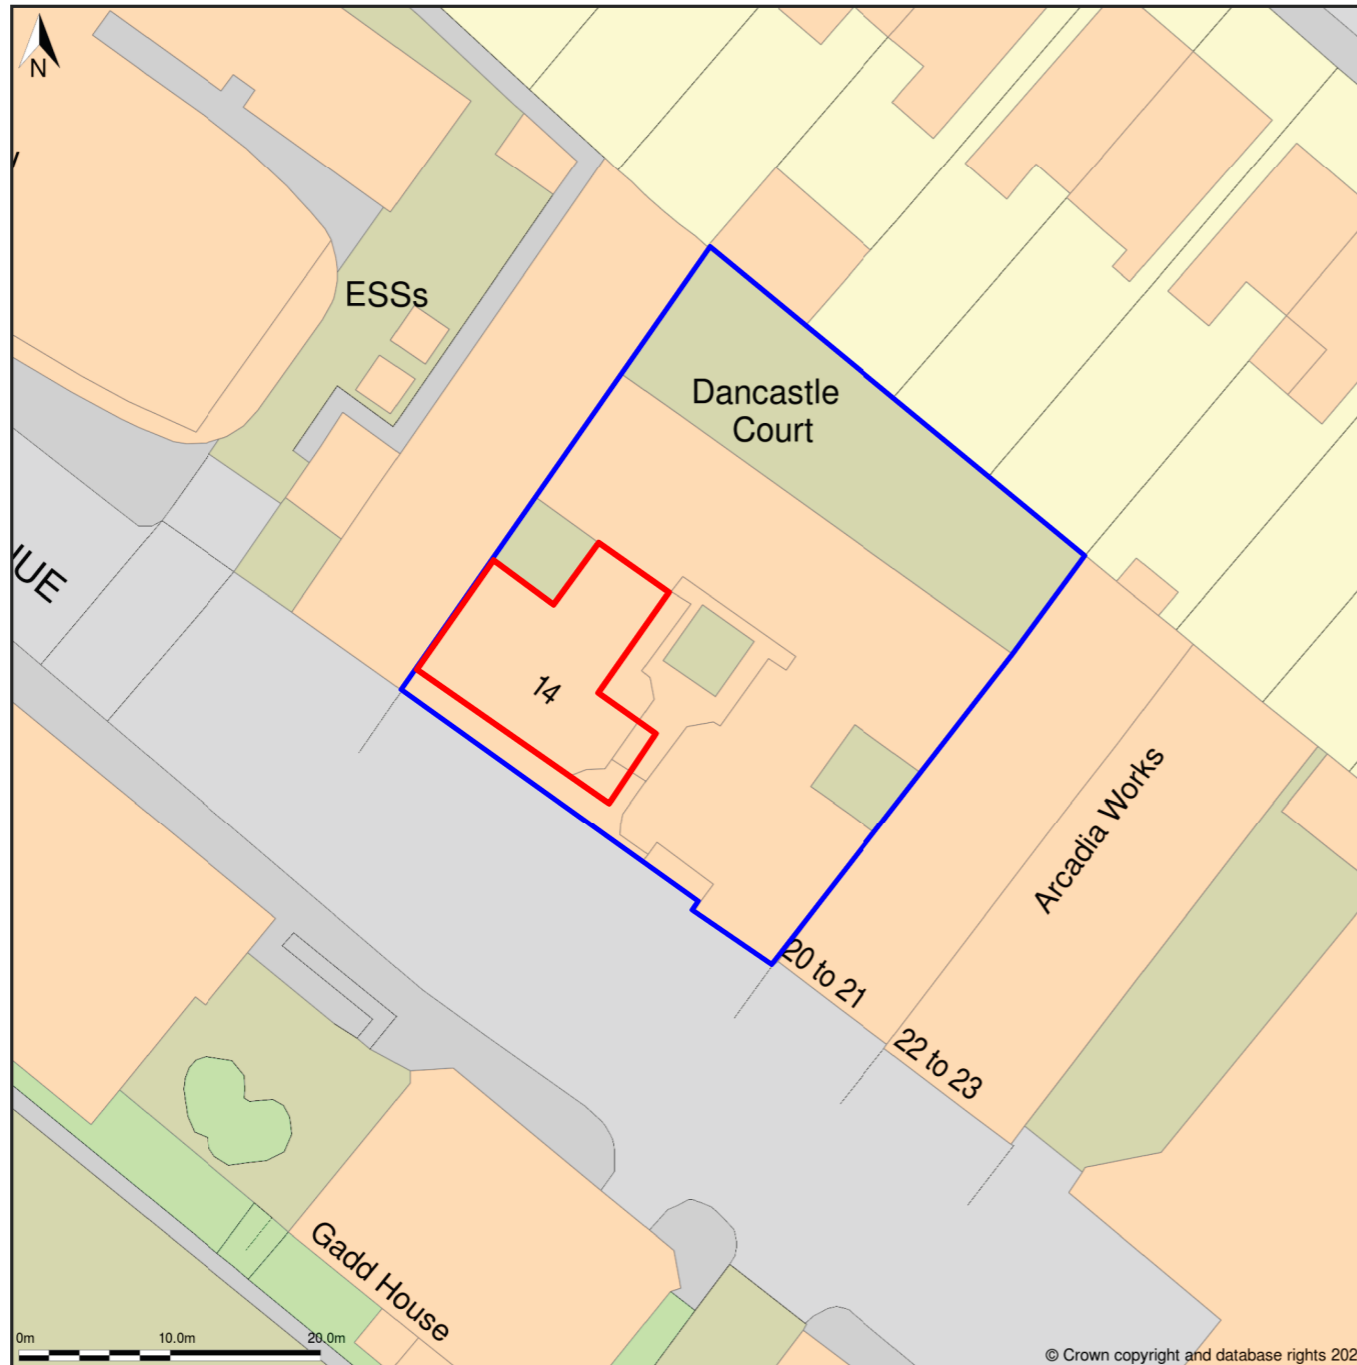 N
ESSs
Dancastle
Court
14
Arcadia Works
20 to 21
22 to 23
Gadd House
0m
10.0m
20.0m
© Crown copyright and database rights 202